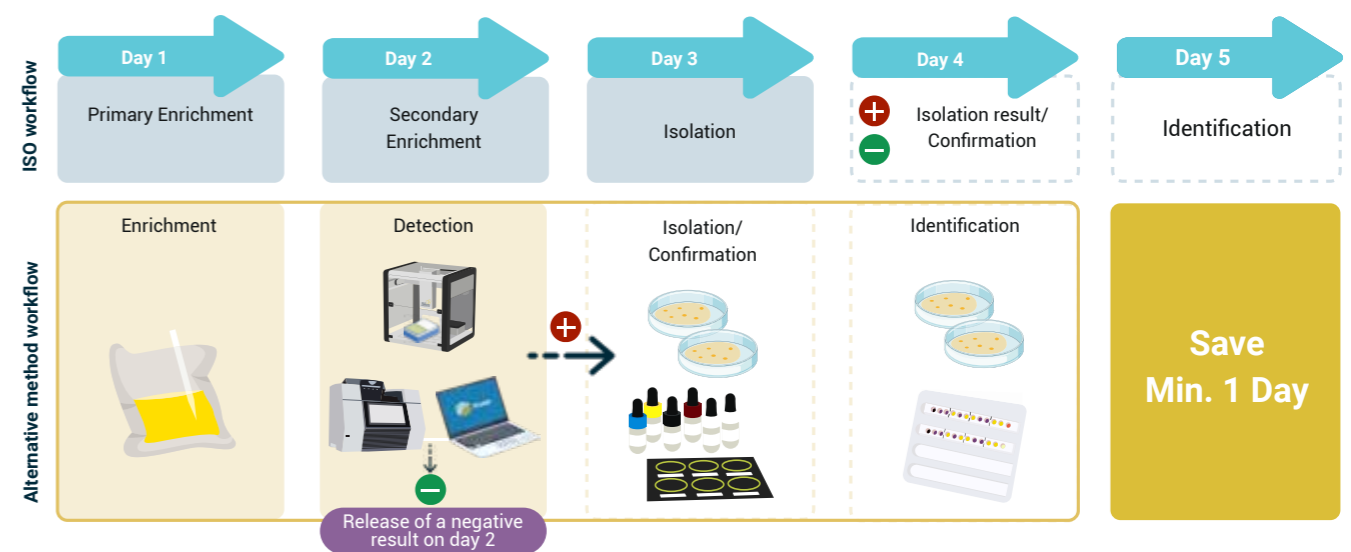 ISO workflow
Day 1
Day 2
Day 3
Day 4
Day 5
Primary Enrichment
Secondary
Enrichment
Isolation
Isolation result/
Confirmation
Identification
Alternative method workflow
Enrichment
Detection
Isolation/
Confirmation
Identification
Release of a negative
result on day 2
Save
Min. 1 Day